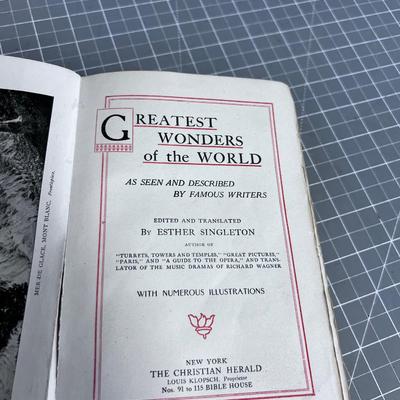 GREATEST
WONDERS
of the WORLD
AS SEEN AND DESCRIBED
BY FAMOUS WRITERS
EDITED AND TRANSLATED
BY ESTHER SINGLETON
AUTHOR OF
"TURRETS, TOWERS AND TEMPLES," "GREAT PICTURES,"
"PARIS," AND "A GUIDE TO THE OPERA," AND TRANS-
LATOR OF THE MUSIC DRAMAS OF RICHARD WAGNER
WITH NUMEROUS ILLUSTRATIONS
NEW YORK
THE CHRISTIAN HERALD
LOUIS KLOPSCH, Proprietor
Nos. 91 to 115 BIBLE HOUSE
MER DE GLACE, MONT BLANC.
Frontispiece.